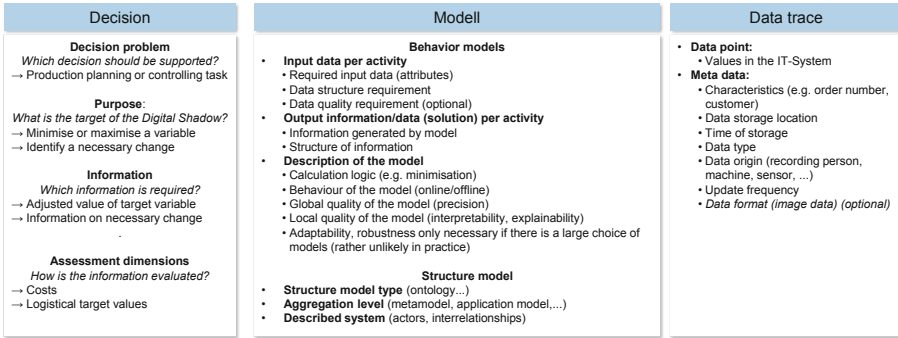 Decision
Decision problem
Which decision should be supported?
→ Production planning or controlling task
Purpose:
What is the target of the Digital Shadow?
→ Minimise or maximise a variable
→ Identify a necessary change
Information
Which information is required?
→ Adjusted value of target variable
→ Information on necessary change
.
Assessment dimensions
How is the information evaluated?
→ Costs
→ Logistical target values
Modell
Behavior models
• Input data per activity
• Required input data (attributes)
• Data structure requirement
• Data quality requirement (optional)
• Output information/data (solution) per activity
• Information generated by model
• Structure of information
• Description of the model
• Calculation logic (e.g. minimisation)
• Behaviour of the model (online/offline)
• Global quality of the model (precision)
• Local quality of the model (interpretability, explainability)
• Adaptability, robustness only necessary if there is a large choice of
models (rather unlikely in practice)
Structure model
• Structure model type (ontology...)
• Aggregation level (metamodel, application model,...)
• Described system (actors, interrelationships)
Data trace
• Data point:
• Values in the IT-System
• Meta data:
• Characteristics (e.g. order number,
customer)
• Data storage location
• Time of storage
• Data type
• Data origin (recording person,
machine, sensor, ...)
• Update frequency
• Data format (image data) (optional)